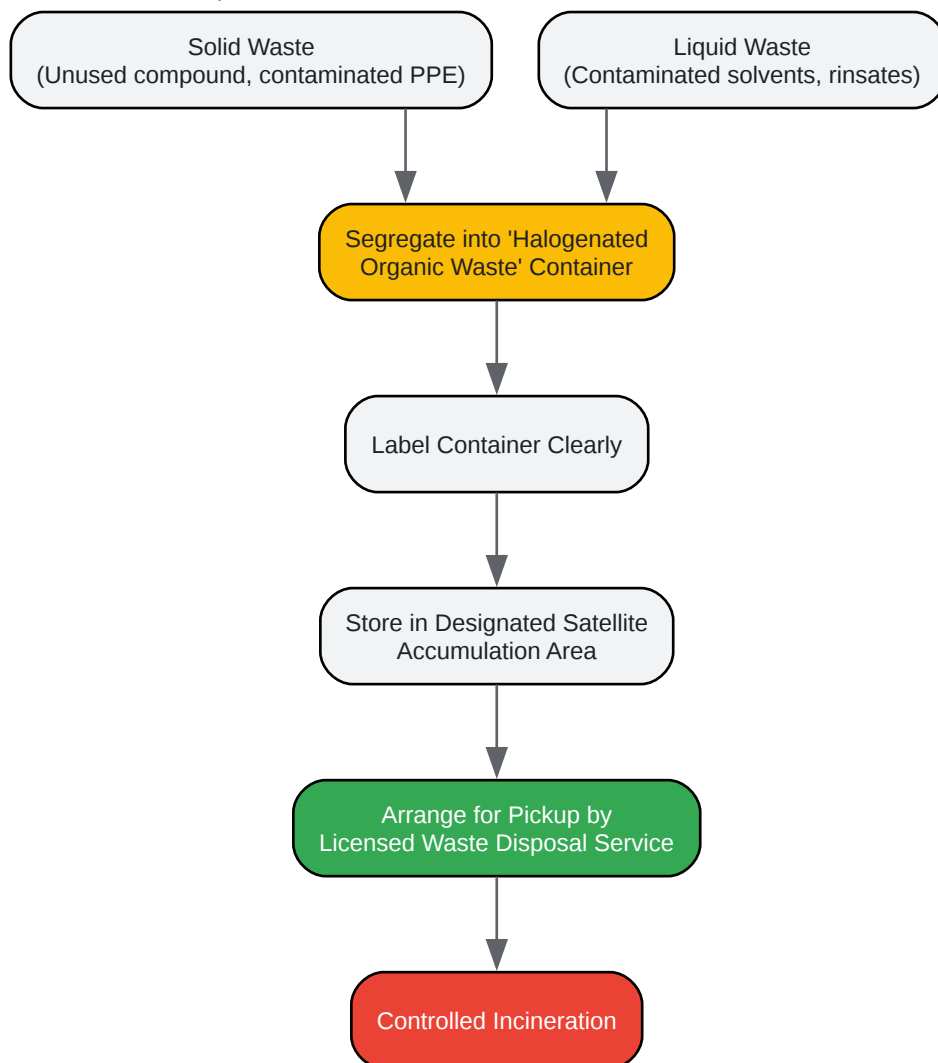 Solid Waste
(Unused compound, contaminated PPE)
Liquid Waste
(Contaminated solvents, rinsates)
Segregate into 'Halogenated
Organic Waste' Container
Label Container Clearly
Store in Designated Satellite
Accumulation Area
Arrange for Pickup by
Licensed Waste Disposal Service
Controlled Incineration